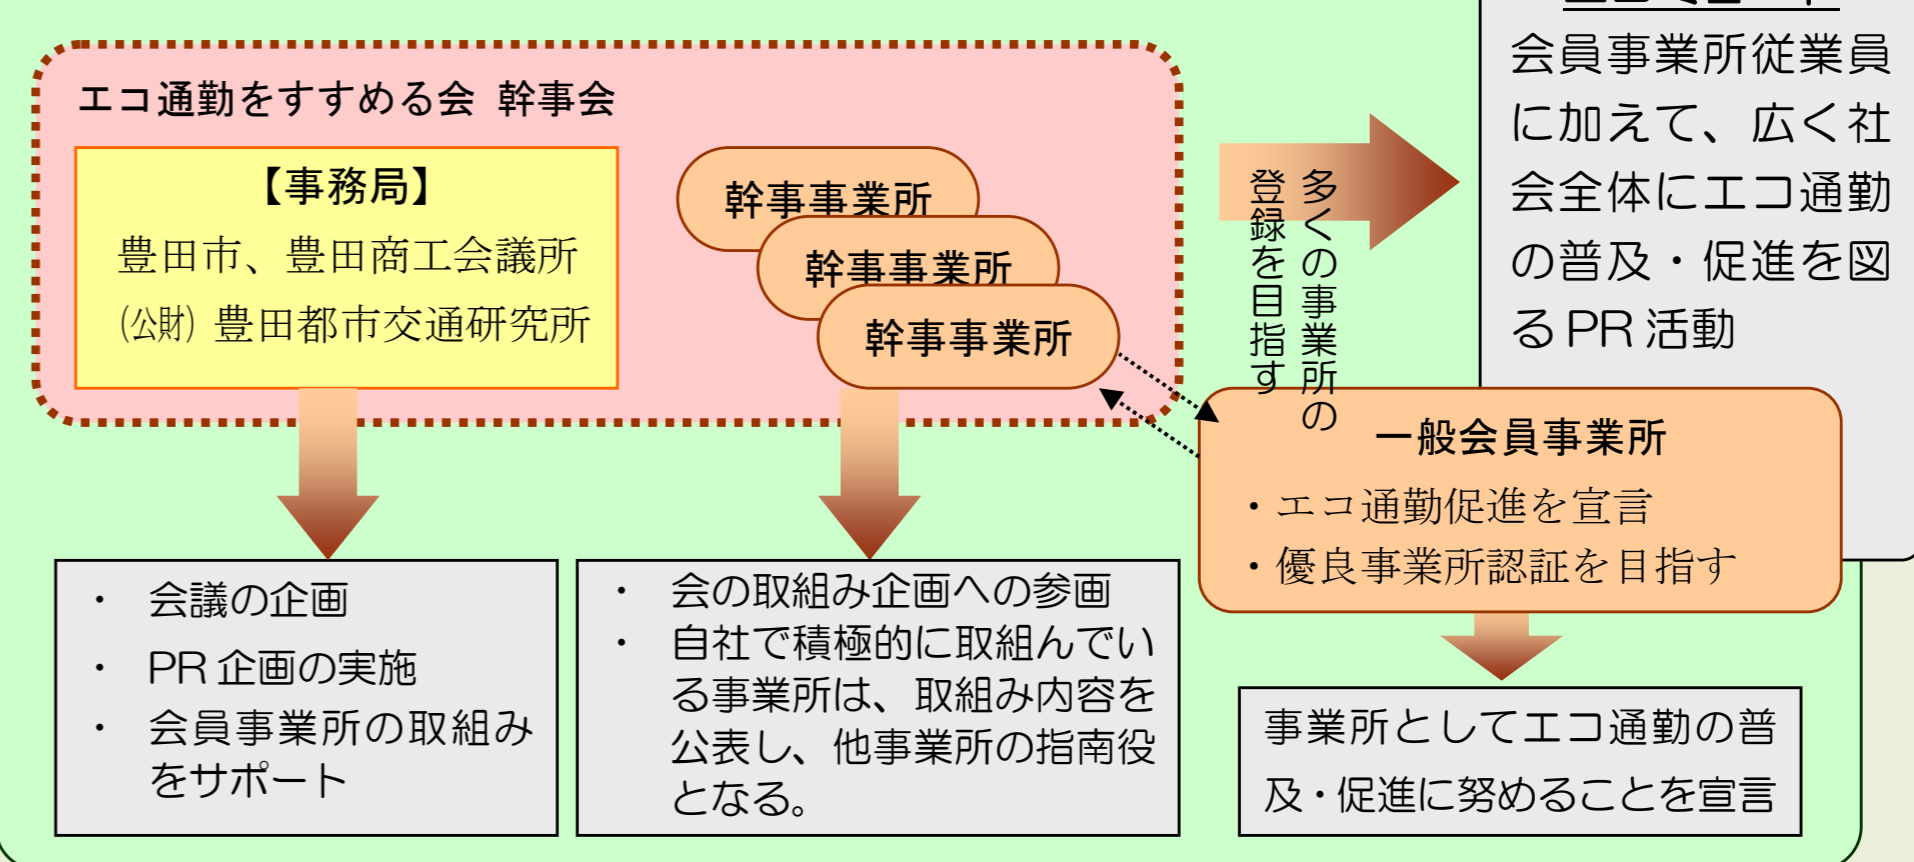 エコ通勤をすすめる会 幹事会
【事務局】
豊田市、豊田商工会議所
(公財) 豊田都市交通研究所
幹事事業所
幹事事業所
幹事事業所
多くの事業所の
登録を目指す
会員事業所従業員
に加えて、広く社
会全体にエコ通勤
の普及・促進を図
るPR活動
一般会員事業所
・エコ通勤促進を宣言
・優良事業所認証を目指す
・ 会議の企画
・ PR企画の実施
・ 会員事業所の取組み
をサポート
・ 会の取組み企画への参画
・ 自社で積極的に取組んでい
る事業所は、取組み内容を
公表し、他事業所の指南役
となる。
事業所としてエコ通勤の普
及・促進に努めることを宣言